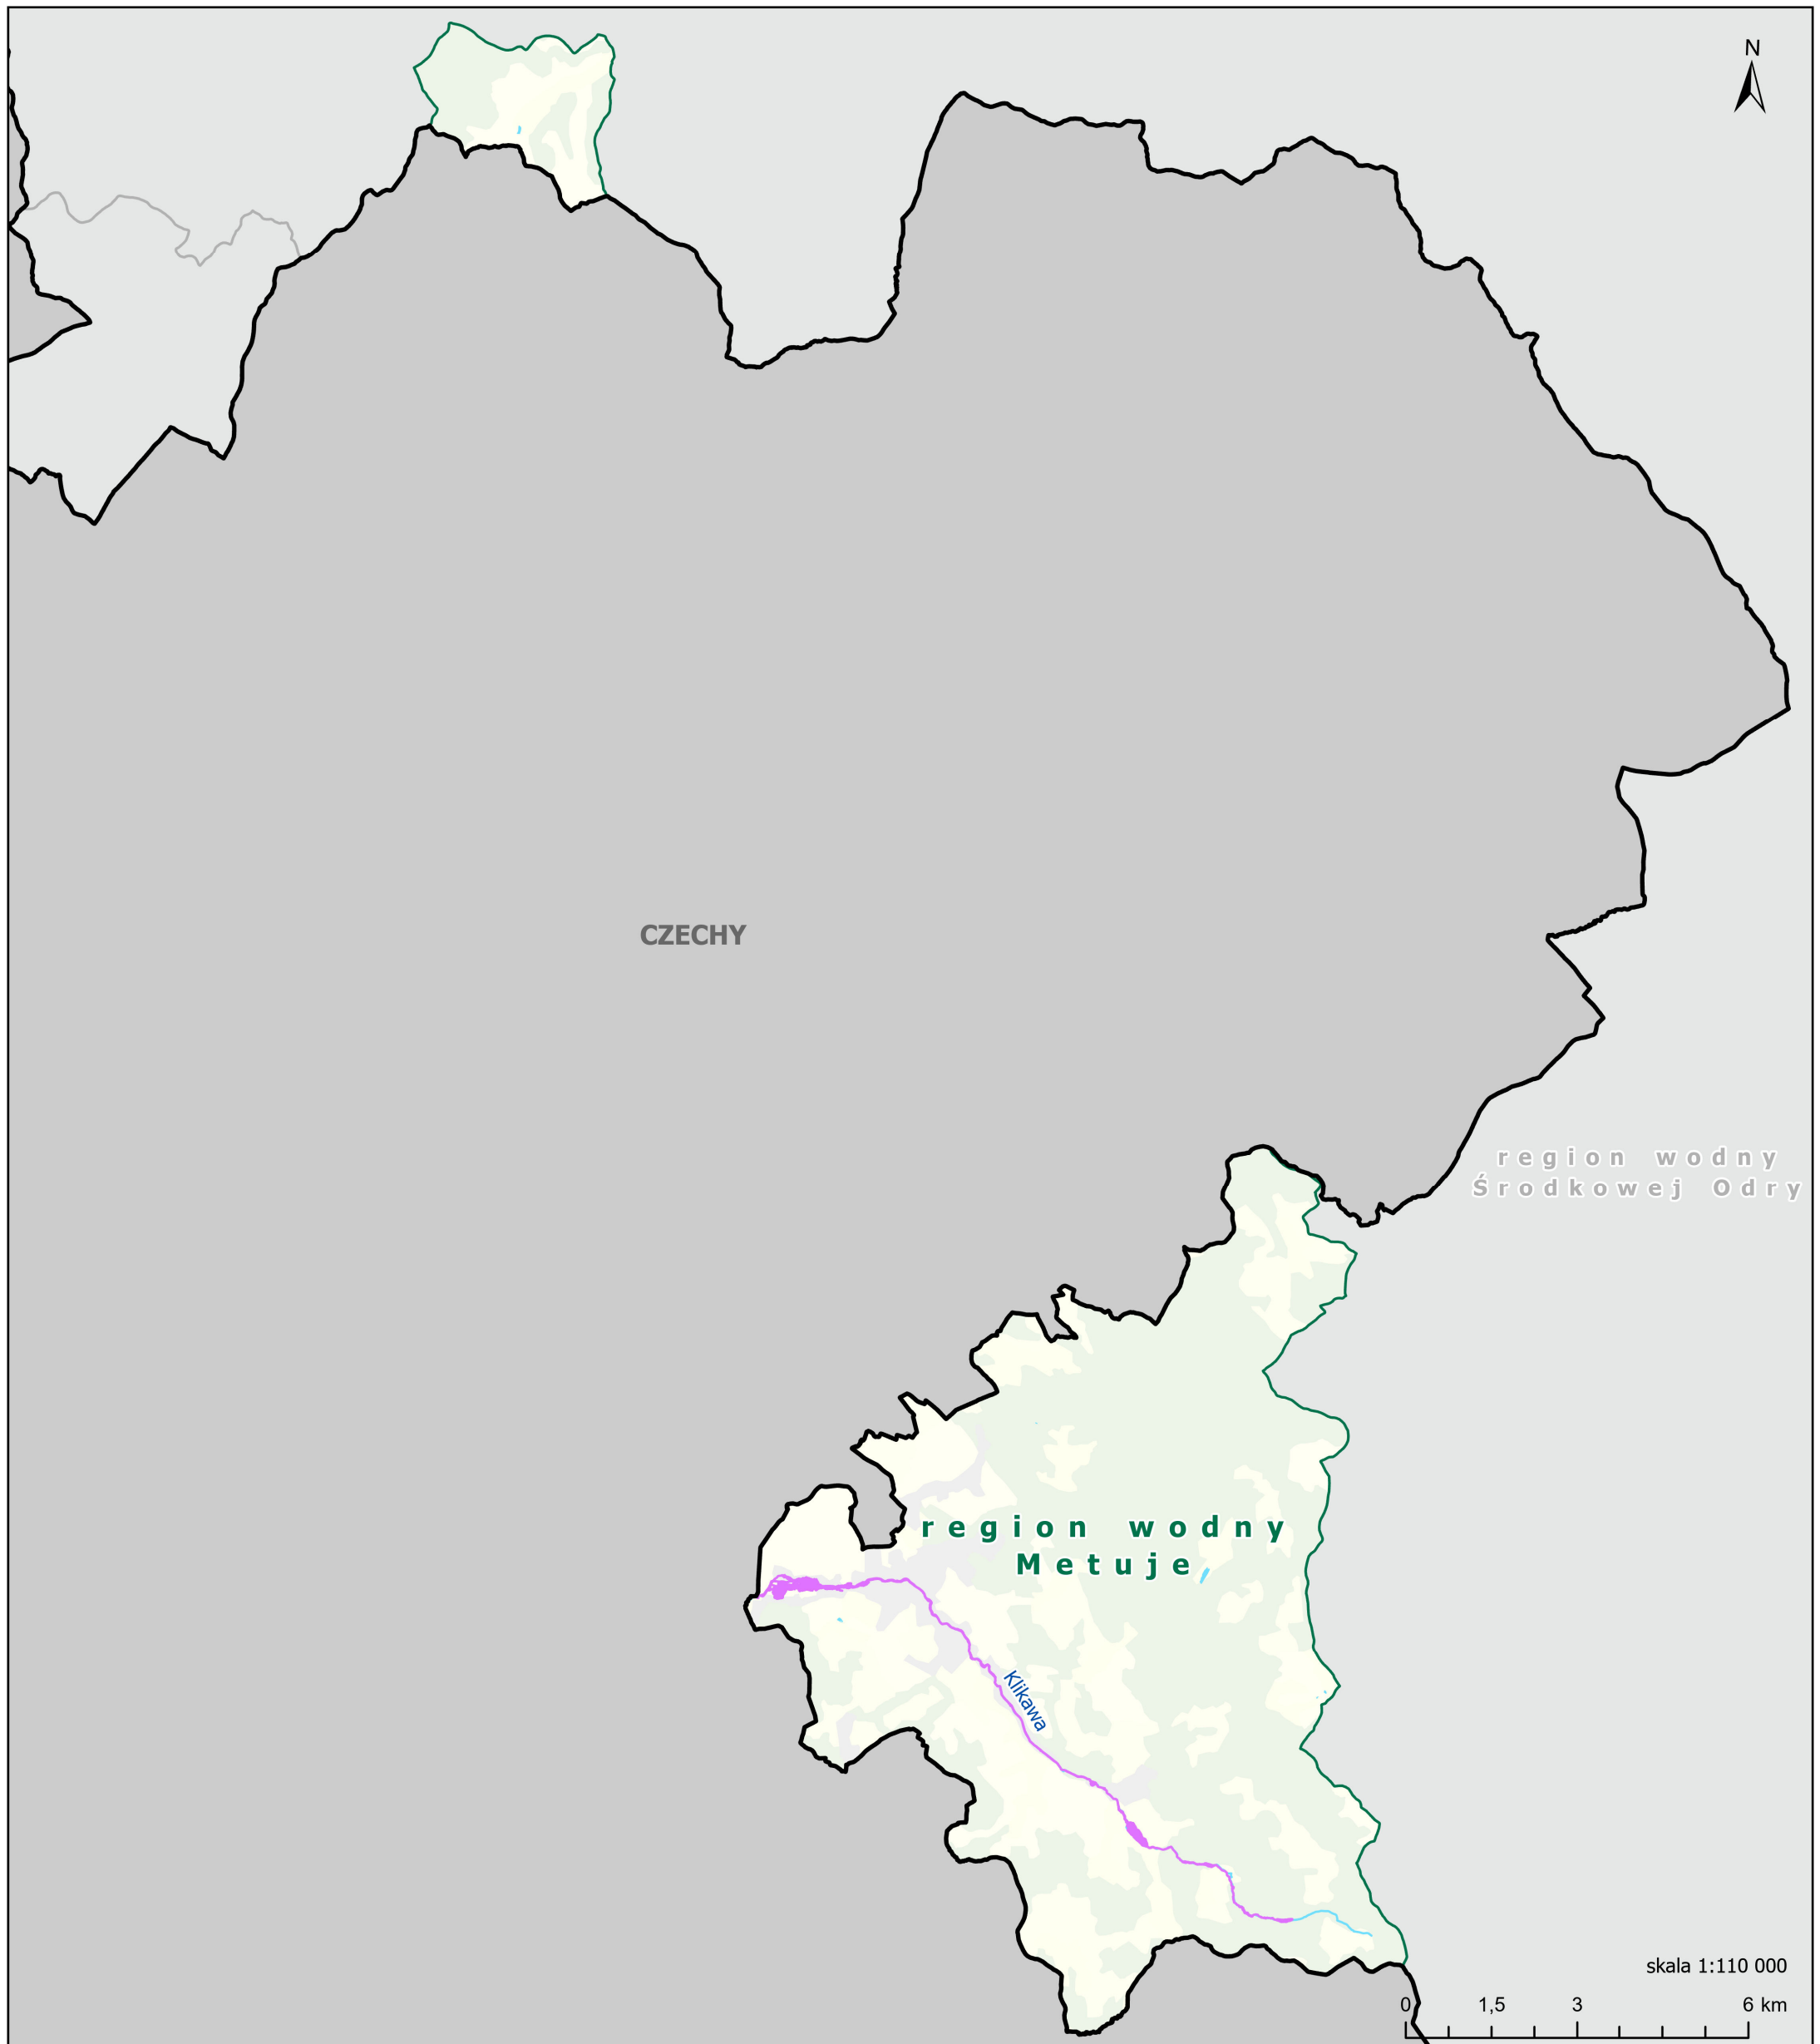 N
CZECHY
region wodny
Środkowej Odry
region wodny
Metuje
Klikawa
skala 1:110 000
0 1,5 3 6 km